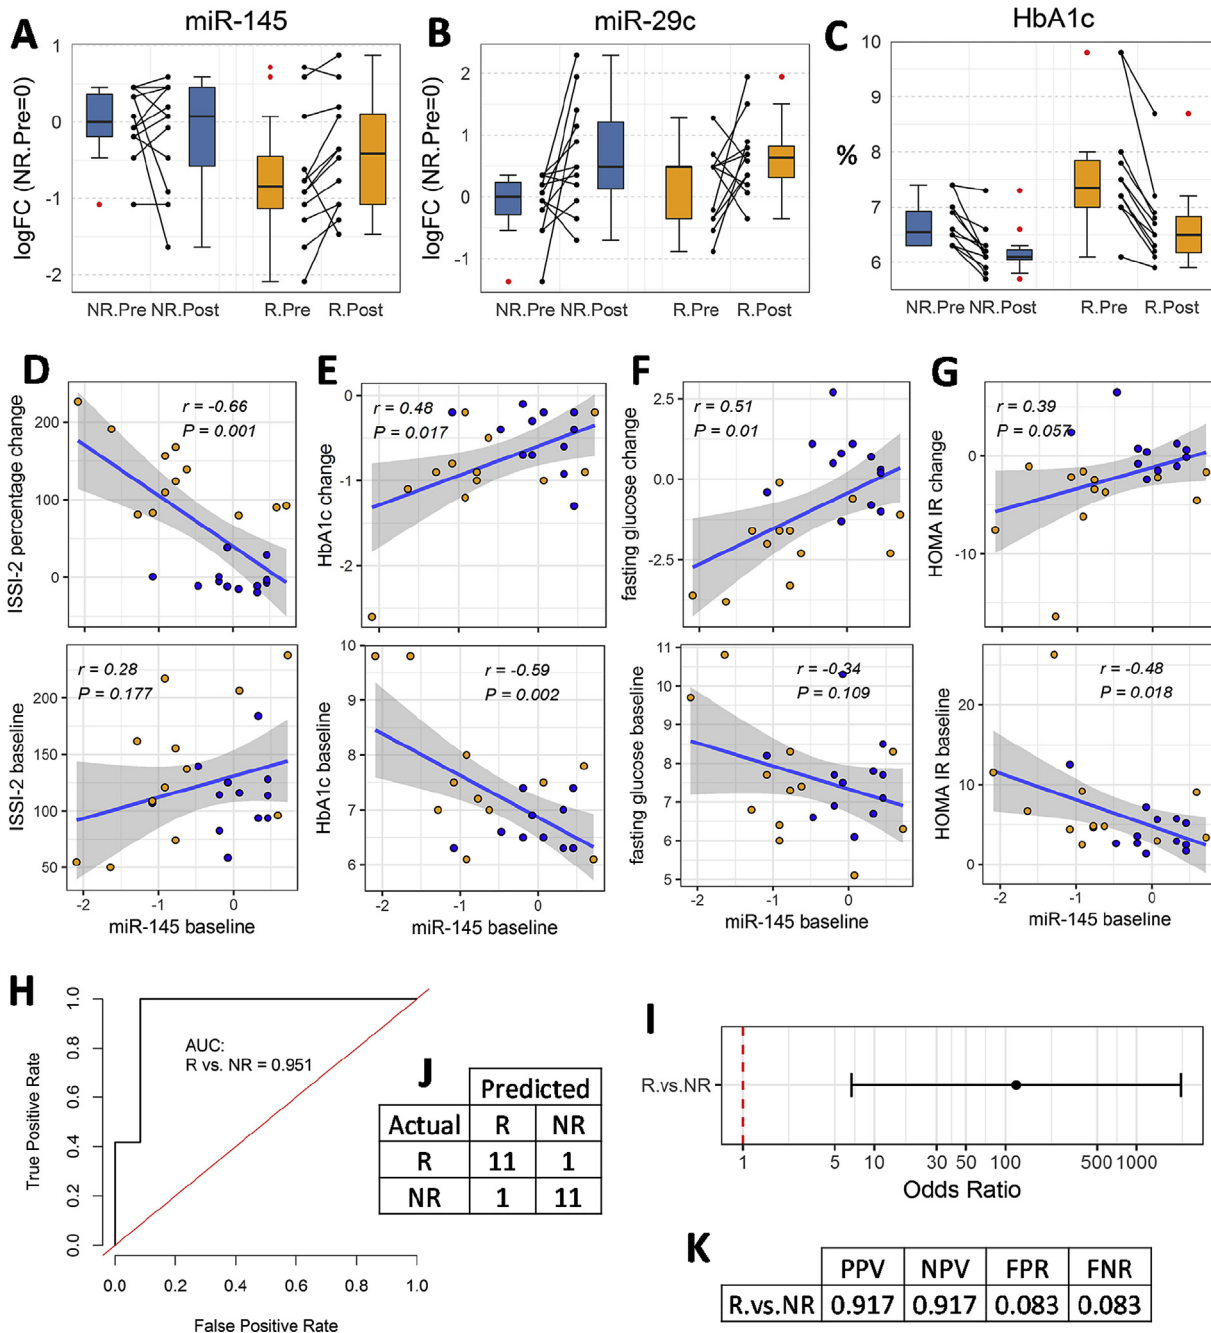 miR-145
miR-29c
HbA1c
A
B
C
logFC (NR.Pre=0)
1
0
-1
-2
NR.Pre NR.Post R.Pre R.Post
logFC (NR.Pre=0)
2
1
0
-1
NR.Pre NR.Post R.Pre R.Post
%
10
9
8
7
6
NR.Pre NR.Post R.Pre R.Post
D
ISSI-2 percentage change
200
100
0
r = -0.66
P = 0.001
E
HbA1c change
0
-1
-2
r = 0.48
P = 0.017
F
fasting glucose change
2.5
0.0
-2.5
r = 0.51
P = 0.01
G
HOMA IR change
0
-10
r = 0.39
P = 0.057
ISSI-2 baseline
200
150
100
50
r = 0.28
P = 0.177
-2 -1 0
miR-145 baseline
HbA1c baseline
10
9
8
7
6
r = -0.59
P = 0.002
-2 -1 0
miR-145 baseline
fasting glucose baseline
11
10
9
8
7
6
5
r = -0.34
P = 0.109
-2 -1 0
miR-145 baseline
HOMA IR baseline
20
10
0
r = -0.48
P = 0.018
-2 -1 0
miR-145 baseline
H
True Positive Rate
1.0
0.8
0.6
0.4
0.2
0.0
AUC:
R vs. NR = 0.951
0.0 0.2 0.4 0.6 0.8 1.0
False Positive Rate
J
Predicted
Actual R NR
R 11 1
NR 1 11
I
R.vs.NR
1 5 10 30 50 100 500 1000
Odds Ratio
K
PPV NPV FPR FNR
R.vs.NR 0.917 0.917 0.083 0.083